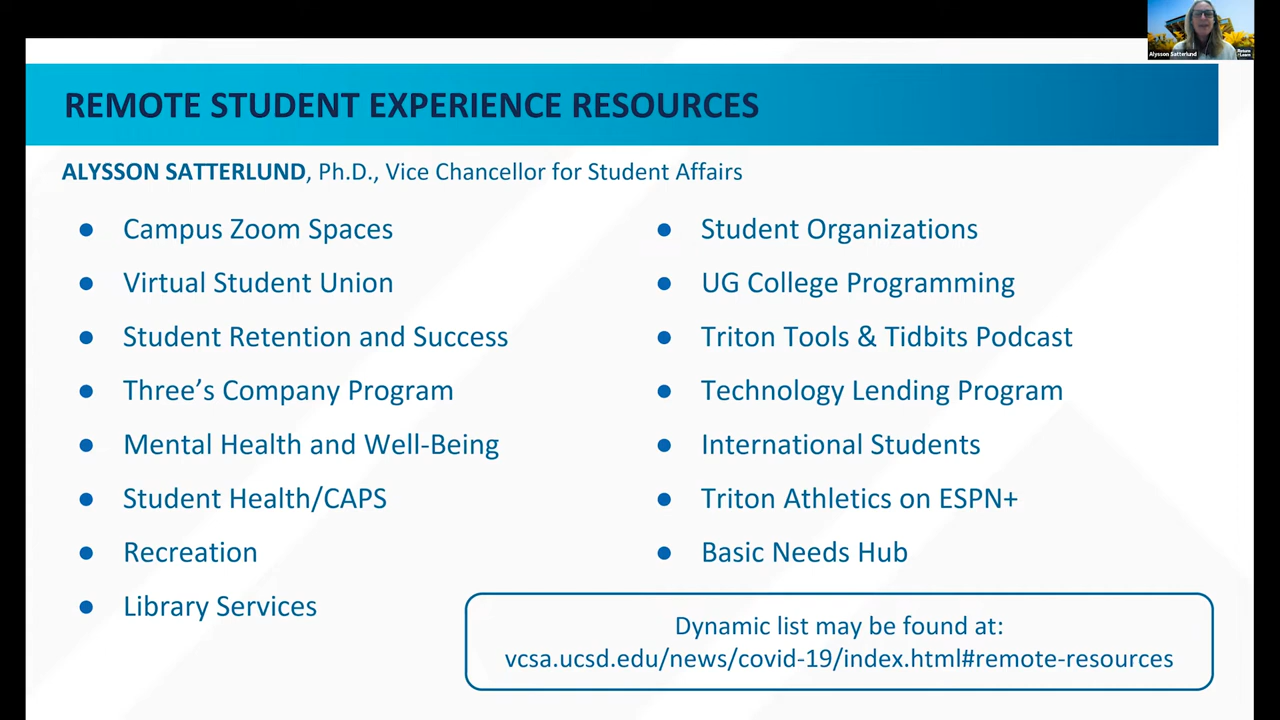 Alysson Satterlund
REMOTE STUDENT EXPERIENCE RESOURCES
ALYSSON SATTERLUND, Ph.D., Vice Chancellor for Student Affairs
● Campus Zoom Spaces
● Virtual Student Union
● Student Retention and Success
● Three’s Company Program
● Mental Health and Well-Being
● Student Health/CAPS
● Recreation
● Library Services
● Student Organizations
● UG College Programming
● Triton Tools & Tidbits Podcast
● Technology Lending Program
● International Students
● Triton Athletics on ESPN+
● Basic Needs Hub
Dynamic list may be found at:
vcsa.ucsd.edu/news/covid-19/index.html#remote-resources